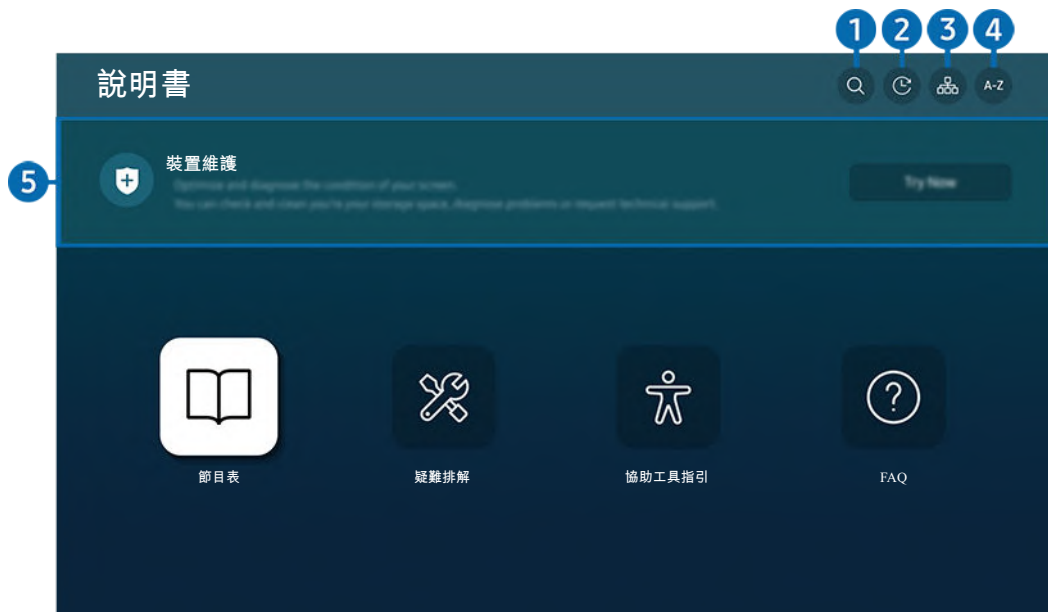 1 2 3 4
說明書
A-Z
5
裝置維護
Optimise and diagnose the condition of your screen.
You can check and clean you're your storage space, diagnose problems or request technical support.
Try Now
節目表
疑難排解
協助工具指引
FAQ